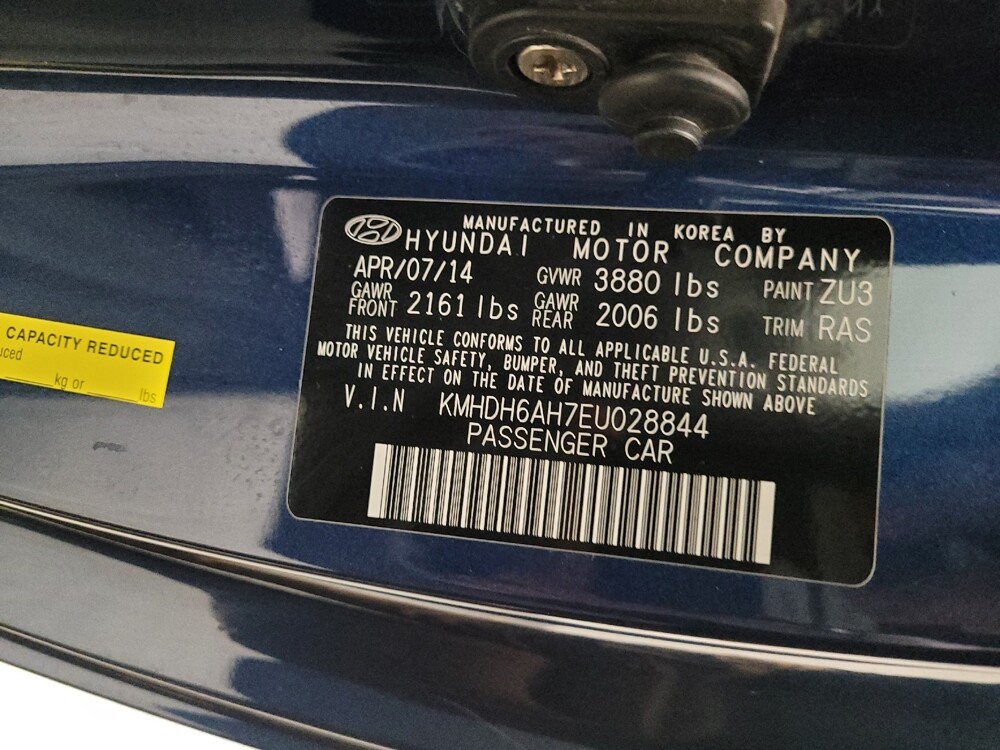 MANUFACTURED IN KOREA BY
HYUNDAI MOTOR COMPANY
APR/07/14 GVWR 3880 lbs PAINT ZU3
GAWR FRONT 2161 lbs GAWR REAR 2006 lbs TRIM RAS
THIS VEHICLE CONFORMS TO ALL APPLICABLE U.S.A. FEDERAL
MOTOR VEHICLE SAFETY, BUMPER, AND THEFT PREVENTION STANDARDS
IN EFFECT ON THE DATE OF MANUFACTURE SHOWN ABOVE
V.I.N KMHDH6AH7EU028844
PASSENGER CAR
CAPACITY REDUCED
uced
kg or lbs